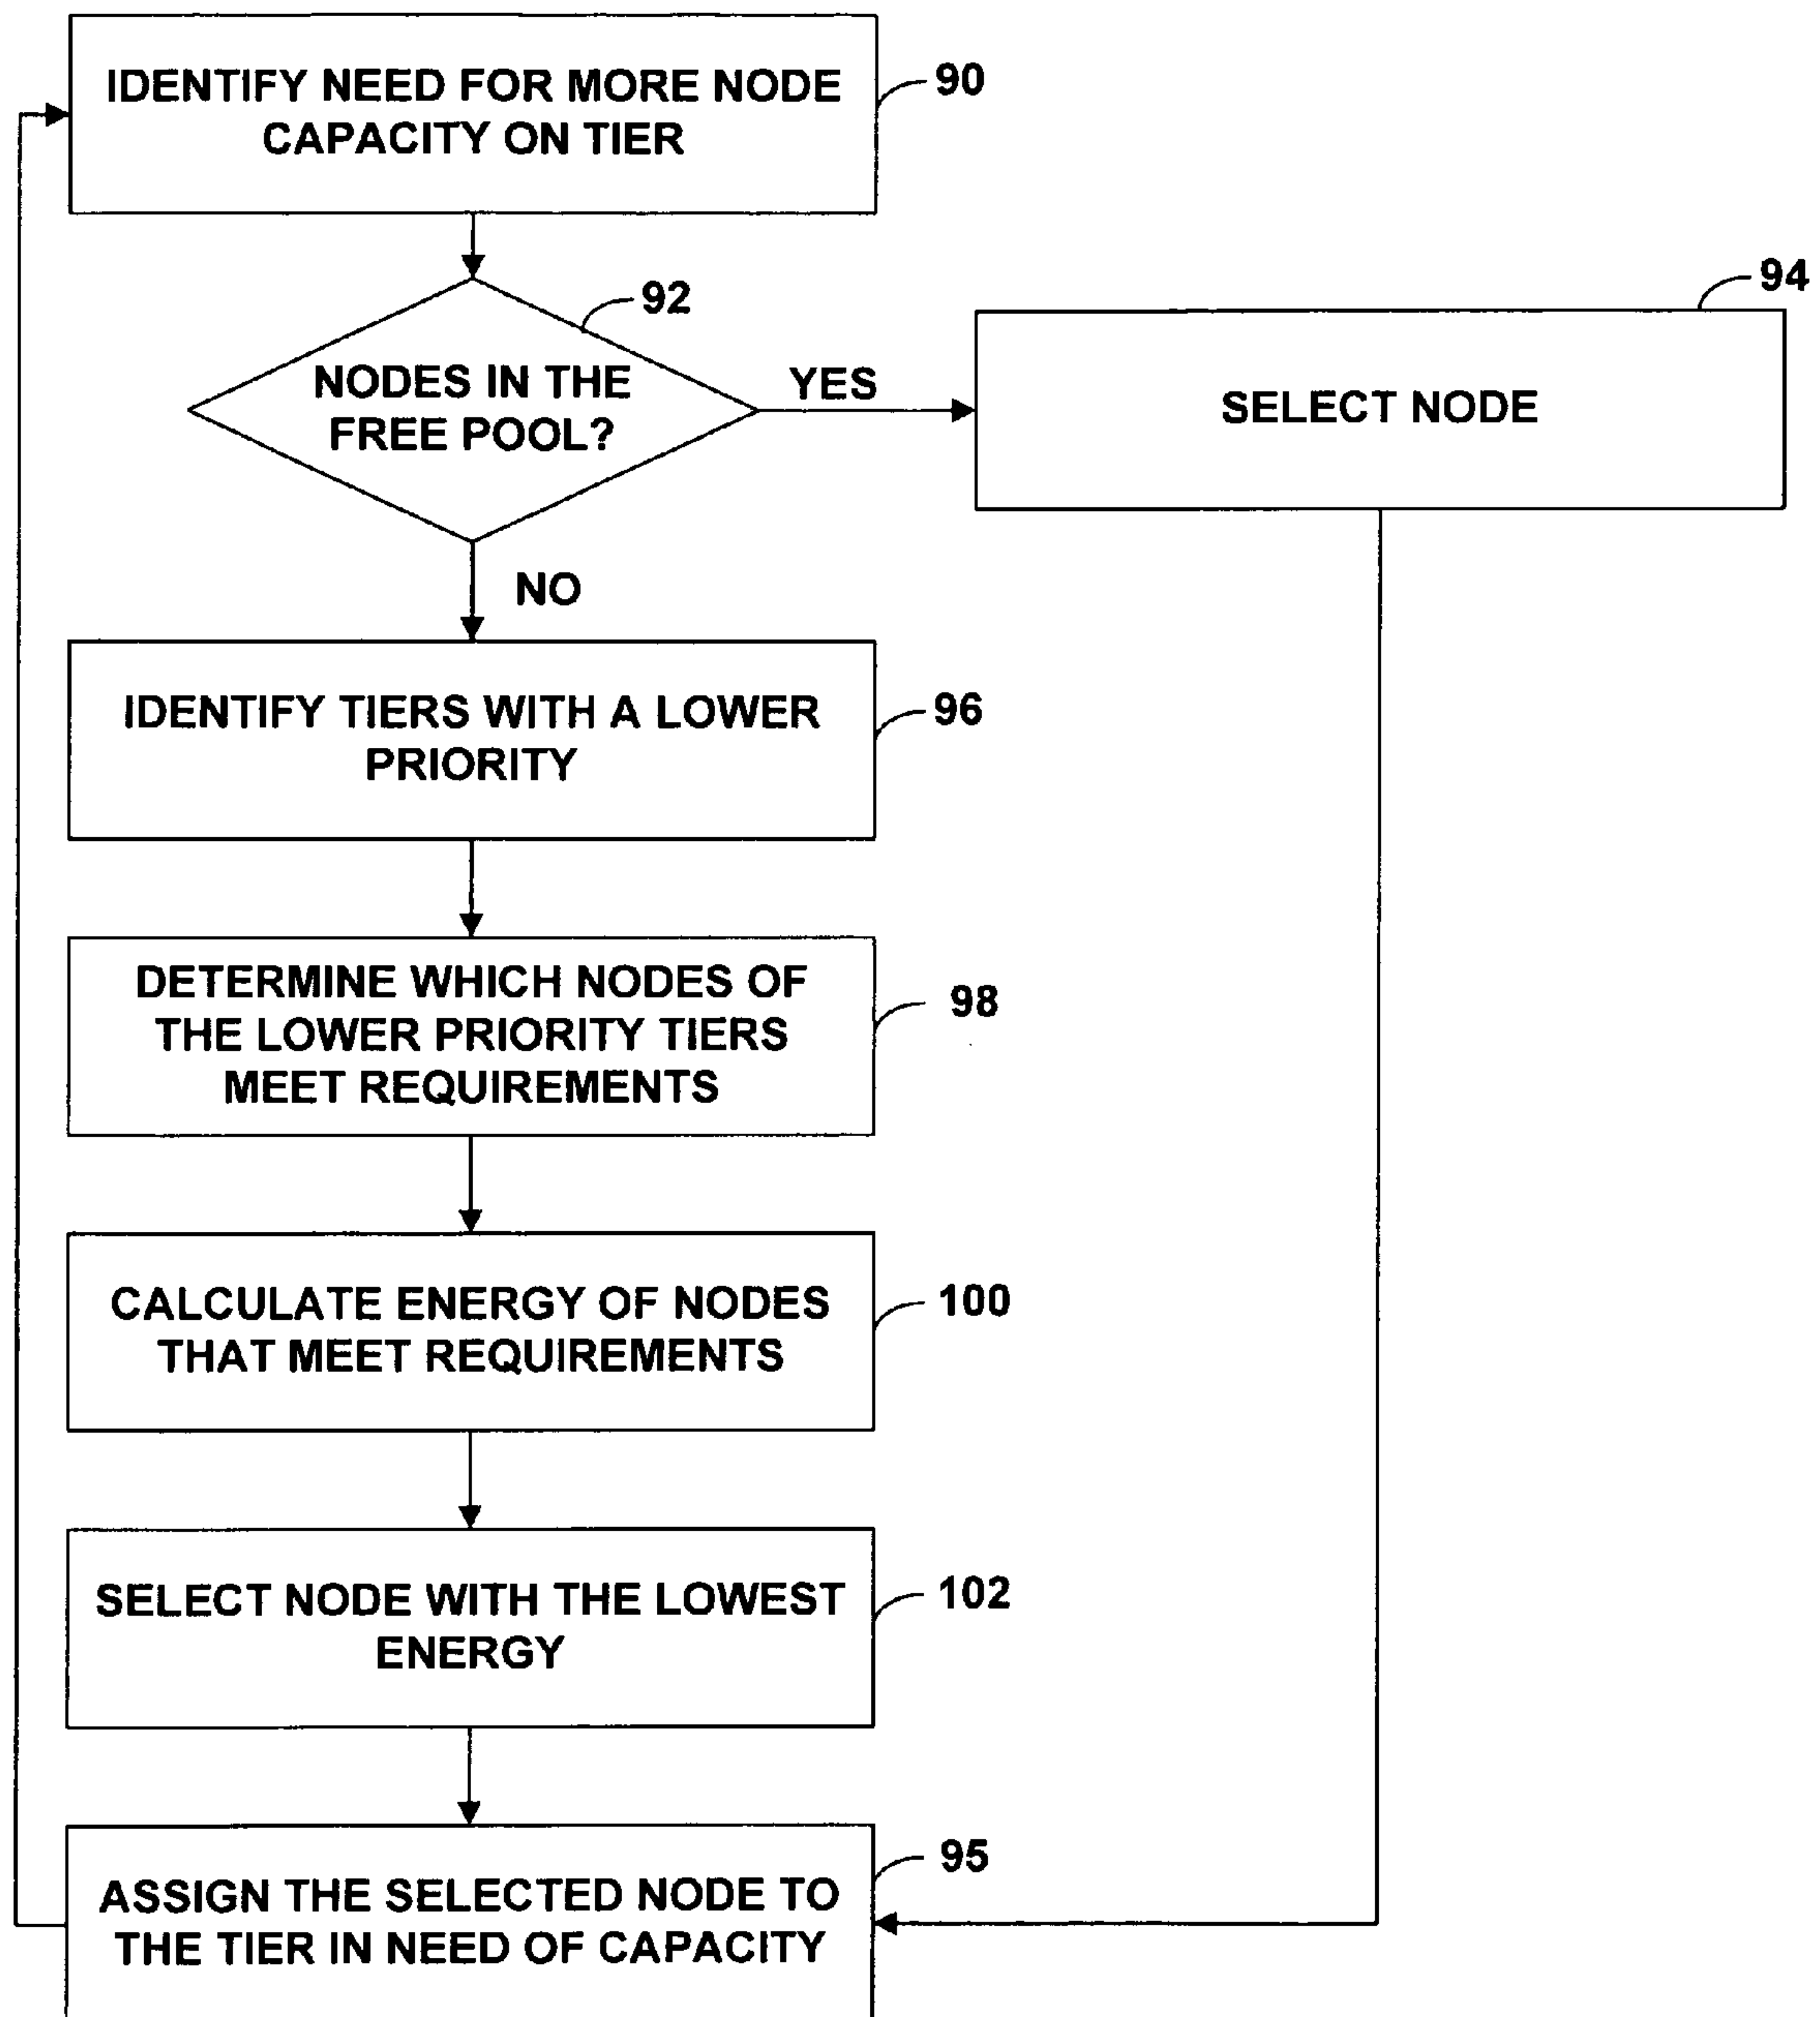 IDENTIFY NEED FOR MORE NODE
CAPACITY ON TIER
90
92
NODES IN THE
FREE POOL?
YES
94
SELECT NODE
NO
IDENTIFY TIERS WITH A LOWER
PRIORITY
96
DETERMINE WHICH NODES OF
THE LOWER PRIORITY TIERS
MEET REQUIREMENTS
98
CALCULATE ENERGY OF NODES
THAT MEET REQUIREMENTS
100
SELECT NODE WITH THE LOWEST
ENERGY
102
ASSIGN THE SELECTED NODE TO
THE TIER IN NEED OF CAPACITY
95